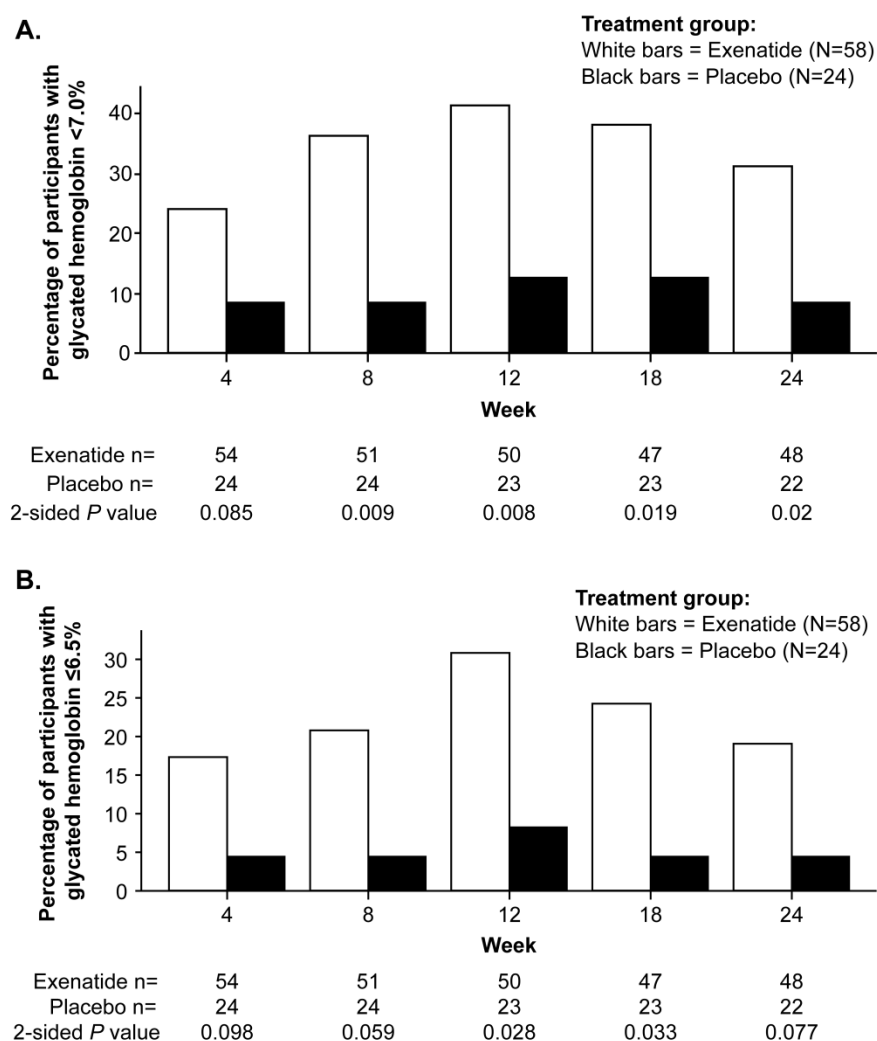 A.
Treatment group:
White bars = Exenatide (N=58)
Black bars = Placebo (N=24)
Percentage of participants with
glycated hemoglobin <7.0%
40
30
20
10
0
4 8 12 18 24
Week
Exenatide n= 54 51 50 47 48
Placebo n= 24 24 23 23 22
2-sided P value 0.085 0.009 0.008 0.019 0.02
B.
Treatment group:
White bars = Exenatide (N=58)
Black bars = Placebo (N=24)
Percentage of participants with
glycated hemoglobin ≤6.5%
30
25
20
15
10
5
0
4 8 12 18 24
Week
Exenatide n= 54 51 50 47 48
Placebo n= 24 24 23 23 22
2-sided P value 0.098 0.059 0.028 0.033 0.077